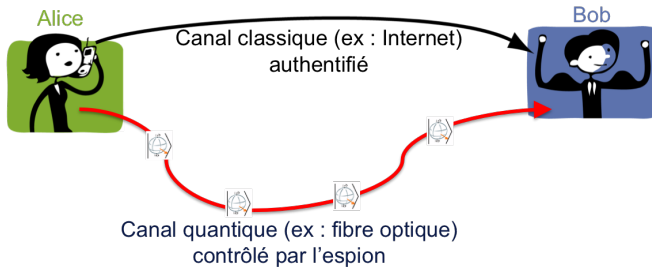 Alice
Bob
Canal classique (ex : Internet)
authentifié
Canal quantique (ex : fibre optique)
contrôlé par l'espion